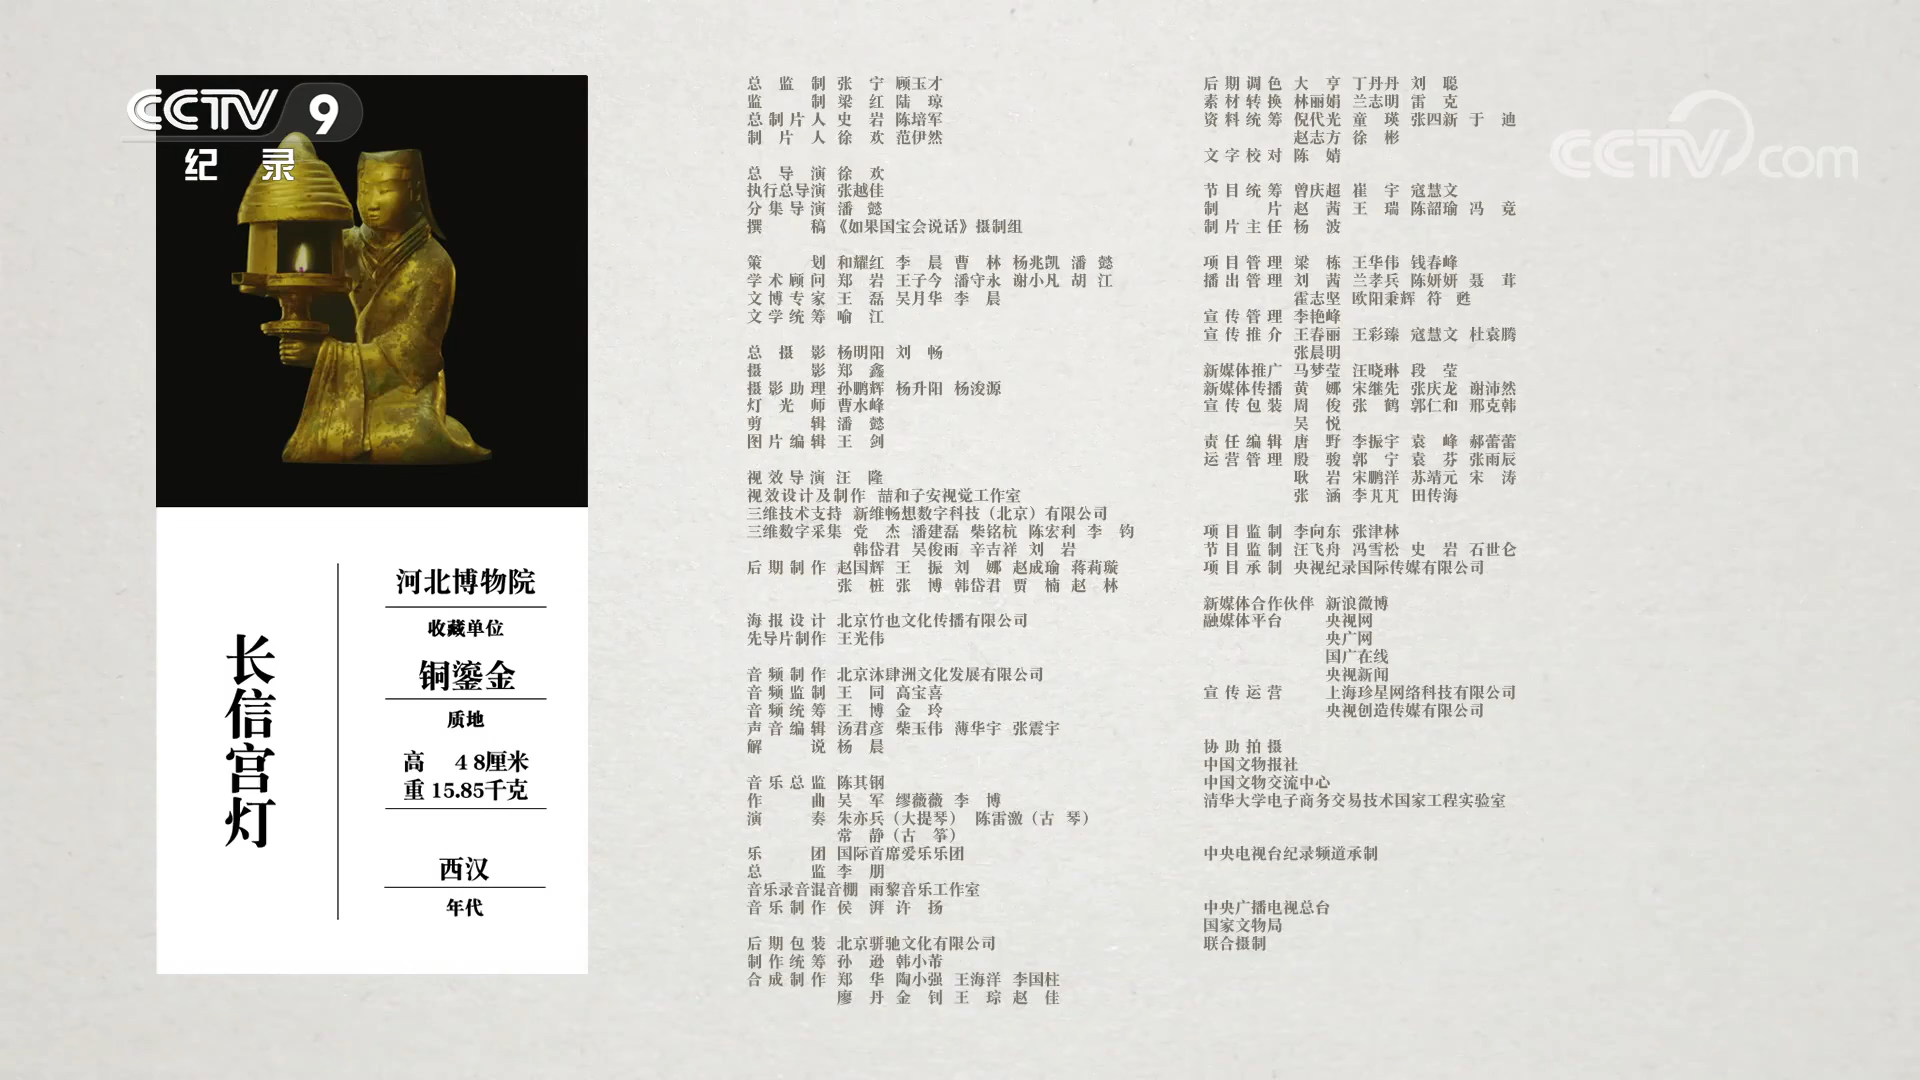 CCTV 9
纪 录
CCTV.com
长信宫灯
河北博物院
收藏单位
铜鎏金
质地
高 48厘米
重 15.85千克
西汉
年代
总 监 制 张 宁 顾玉才
监 制 梁 红 陆 琼
总制片人 史 岩 陈培军
制 片 人 徐 欢 范伊然
总 导 演 徐 欢
执行总导演 张越佳
分集导演 潘 懿
撰 稿 《如果国宝会说话》摄制组
策 划 和耀红 李 晨 曹 林 杨兆凯 潘 懿
学术顾问 郑 岩 王子今 潘守永 谢小凡 胡 江
文博专家 王 磊 吴月华 李 晨
文学统筹 喻 江
总 摄 影 杨明阳 刘 畅
摄 影 郑 鑫
摄影助理 孙鹏辉 杨升阳 杨浚源
灯 光 师 曹水峰
剪 辑 潘 懿
图片编辑 王 剑
视效导演 汪 隆
视效设计及制作 喆和子安视觉工作室
三维技术支持 新维畅想数字科技（北京）有限公司
三维数字采集 党 杰 潘建磊 柴铭杭 陈宏利 李 钧
韩岱君 吴俊雨 辛吉祥 刘 岩
后期制作 赵国辉 王 振 刘 娜 赵成瑜 蒋莉璇
张 桩 张 博 韩岱君 贾 楠 赵 林
海报设计 北京竹也文化传播有限公司
先导片制作 王光伟
音频制作 北京沐肆洲文化发展有限公司
音频监制 王 同 高宝喜
音频统筹 王 博 金 玲
声音编辑 汤君彦 柴玉伟 薄华宇 张震宇
解 说 杨 晨
音乐总监 陈其钢
作 曲 吴 军 缪薇薇 李 博
演 奏 朱亦兵（大提琴） 陈雷激（古 琴）
常 静（古 筝）
乐 团 国际首席爱乐乐团
总 监 李 朋
音乐录音混音棚 雨黎音乐工作室
音乐制作 侯 湃 许 扬
后期包装 北京骈驰文化有限公司
制作统筹 孙 逊 韩小芾
合成制作 郑 华 陶小强 王海洋 李国柱
廖 丹 金 钊 王 琮 赵 佳
后期调色 大 亨 丁丹丹 刘 聪
素材转换 林丽娟 兰志明 雷 克
资料统筹 倪代光 童 瑛 张四新 于 迪
赵志方 徐 彬
文字校对 陈 婧
节目统筹 曾庆超 崔 宇 寇慧文
制 片 赵 茜 王 瑞 陈韶瑜 冯 竟
制片主任 杨 波
项目管理 梁 栋 王华伟 钱春峰
播出管理 刘 茜 兰孝兵 陈妍妍 聂 茸
霍志坚 欧阳秉辉 符 甦
宣传管理 李艳峰
宣传推介 王春丽 王彩臻 寇慧文 杜袁腾
张晨明
新媒体推广 马梦莹 汪晓琳 段 莹
新媒体传播 黄 娜 宋继先 张庆龙 谢沛然
宣传包装 周 俊 张 鹤 郭仁和 邢克韩
吴 悦
责任编辑 唐 野 李振宇 袁 峰 郝蕾蕾
运营管理 殷 骏 郭 宁 袁 芬 张雨辰
耿 岩 宋鹏洋 苏靖元 宋 涛
张 涵 李芃芃 田传海
项目监制 李向东 张津林
节目监制 汪飞舟 冯雪松 史 岩 石世仑
项目承制 央视纪录国际传媒有限公司
新媒体合作伙伴 新浪微博
融媒体平台 央视网
央广网
国广在线
央视新闻
宣传运营 上海珍星网络科技有限公司
央视创造传媒有限公司
协助拍摄
中国文物报社
中国文物交流中心
清华大学电子商务交易技术国家工程实验室
中央电视台纪录频道承制
中央广播电视总台
国家文物局
联合摄制